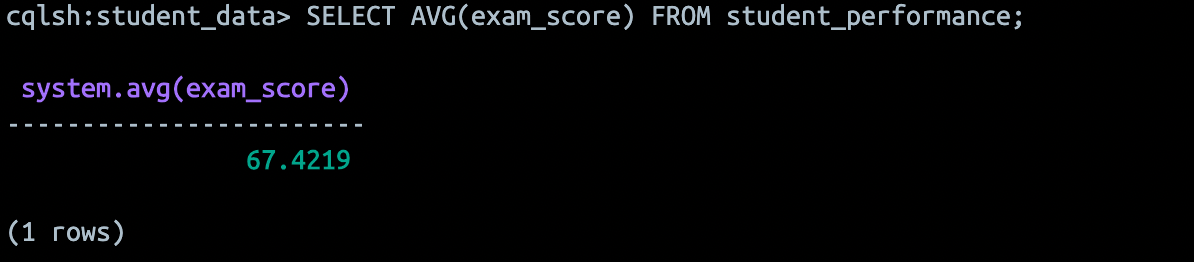 cqlsh:student_data> SELECT AVG(exam_score) FROM student_performance;
system.avg(exam_score)
------------------------
67.4219
(1 rows)